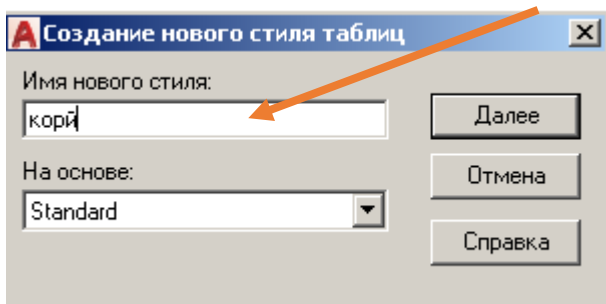 Создание нового стиля таблиц
Имя нового стиля:
корй
Далее
На основе:
Standard
Отмена
Справка